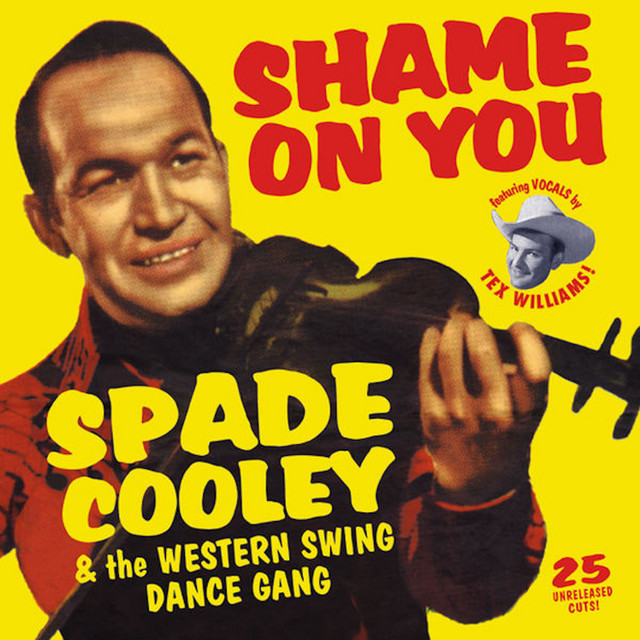 SHAME
ON YOU
featuring VOCALS by
TEX WILLIAMS!
SPADE
COOLEY
& the WESTERN SWING
DANCE GANG
25
UNRELEASED
CUTS!